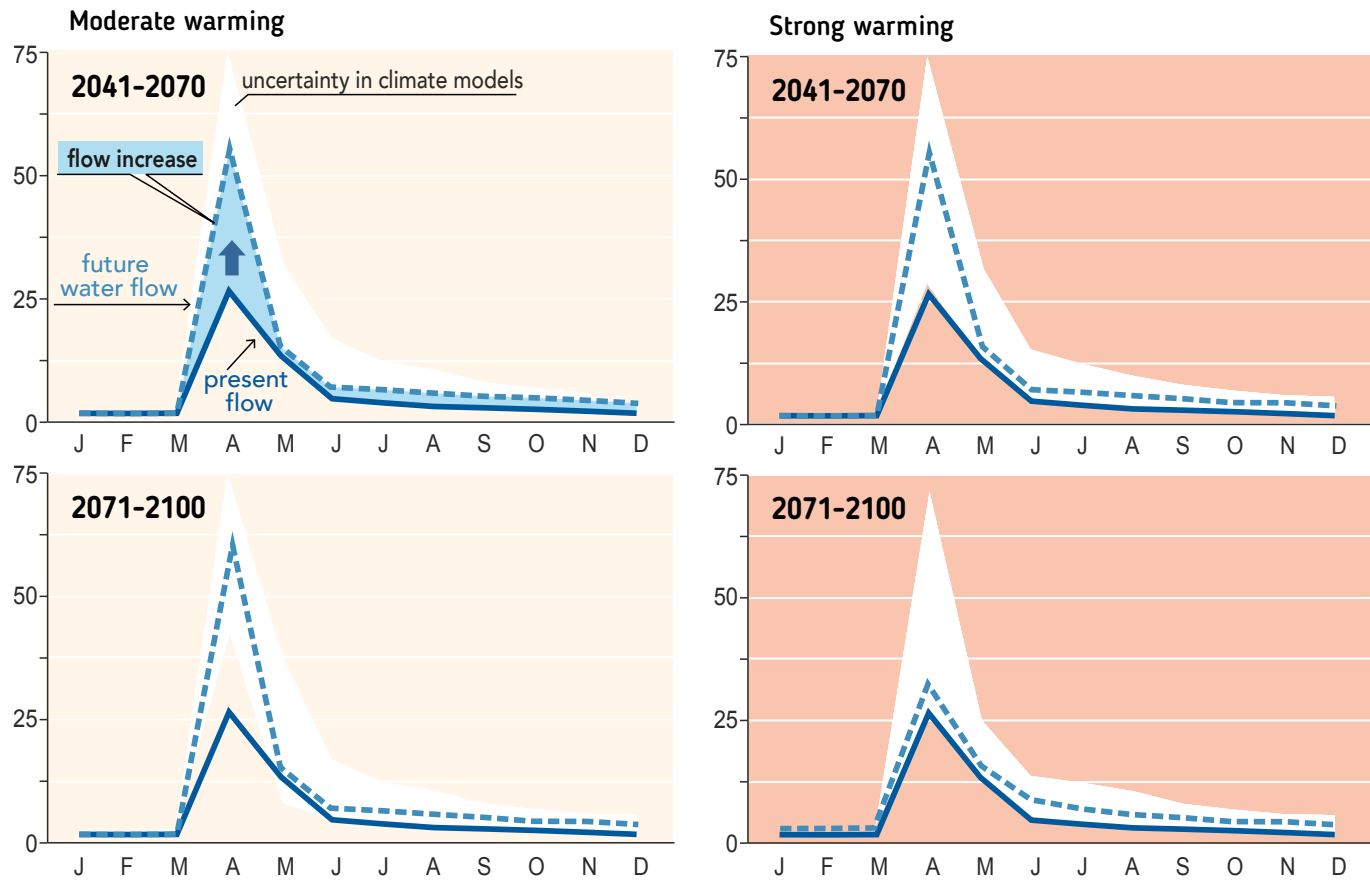 Moderate warming
75
2041-2070
uncertainty in climate models
flow increase
50
future
water flow
25
present
flow
0
J F M A M J J A S O N D
Strong warming
75
2041-2070
50
25
0
J F M A M J J A S O N D
75
2071-2100
50
25
0
J F M A M J J A S O N D
75
2071-2100
50
25
0
J F M A M J J A S O N D